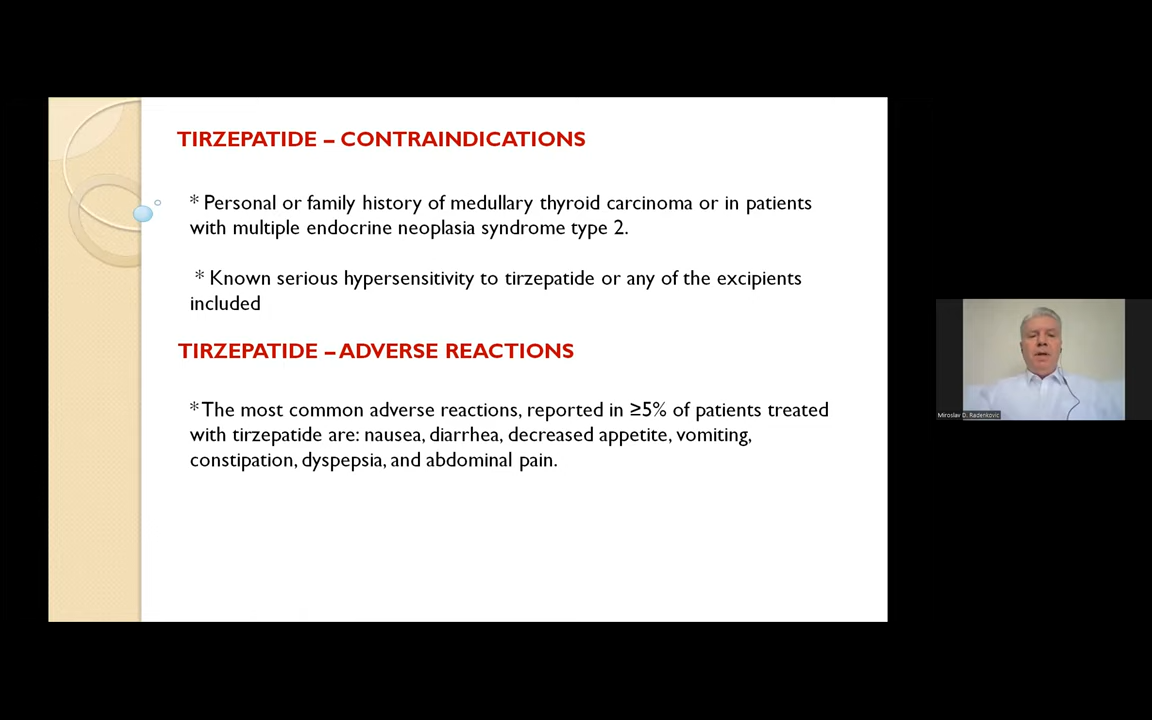 TIRZEPATIDE – CONTRAINDICATIONS
* Personal or family history of medullary thyroid carcinoma or in patients
with multiple endocrine neoplasia syndrome type 2.
* Known serious hypersensitivity to tirzepatide or any of the excipients
included
TIRZEPATIDE – ADVERSE REACTIONS
* The most common adverse reactions, reported in ≥5% of patients treated
with tirzepatide are: nausea, diarrhea, decreased appetite, vomiting,
constipation, dyspepsia, and abdominal pain.
Miroslav D. Radenkovic